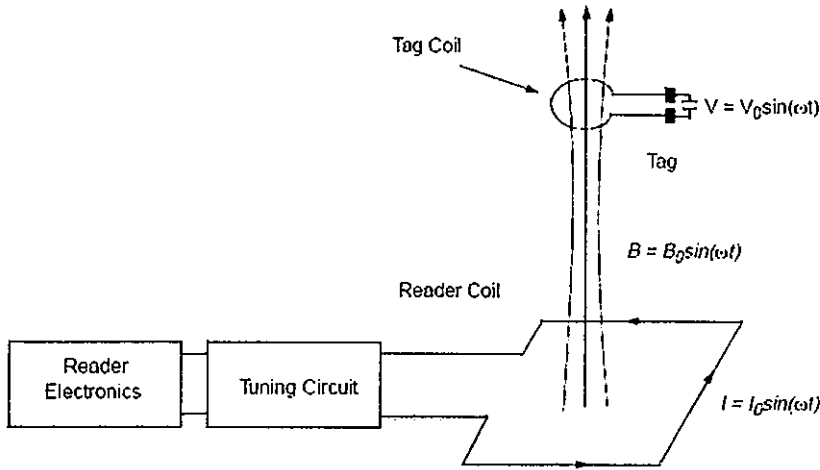 Tag Coil
V = V₀sin(ωt)
Tag
B = B₀sin(ωt)
Reader Coil
Reader
Electronics
Tuning Circuit
I = I₀sin(ωt)